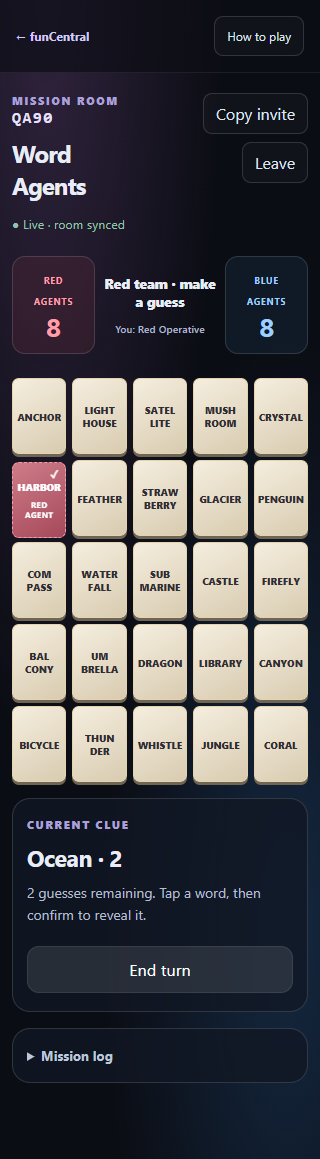 ← funCentral
How to play
MISSION ROOM
QA90
Copy invite
Word
Agents
Leave
● Live · room synced
RED
AGENTS
8
Red team · make
a guess
You: Red Operative
BLUE
AGENTS
8
ANCHOR
LIGHT
HOUSE
SATEL
LITE
MUSH
ROOM
CRYSTAL
✓
HARBOR
RED
AGENT
FEATHER
STRAW
BERRY
GLACIER
PENGUIN
COM
PASS
WATER
FALL
SUB
MARINE
CASTLE
FIREFLY
BAL
CONY
UM
BRELLA
DRAGON
LIBRARY
CANYON
BICYCLE
THUN
DER
WHISTLE
JUNGLE
CORAL
CURRENT CLUE
Ocean · 2
2 guesses remaining. Tap a word, then
confirm to reveal it.
End turn
▶ Mission log